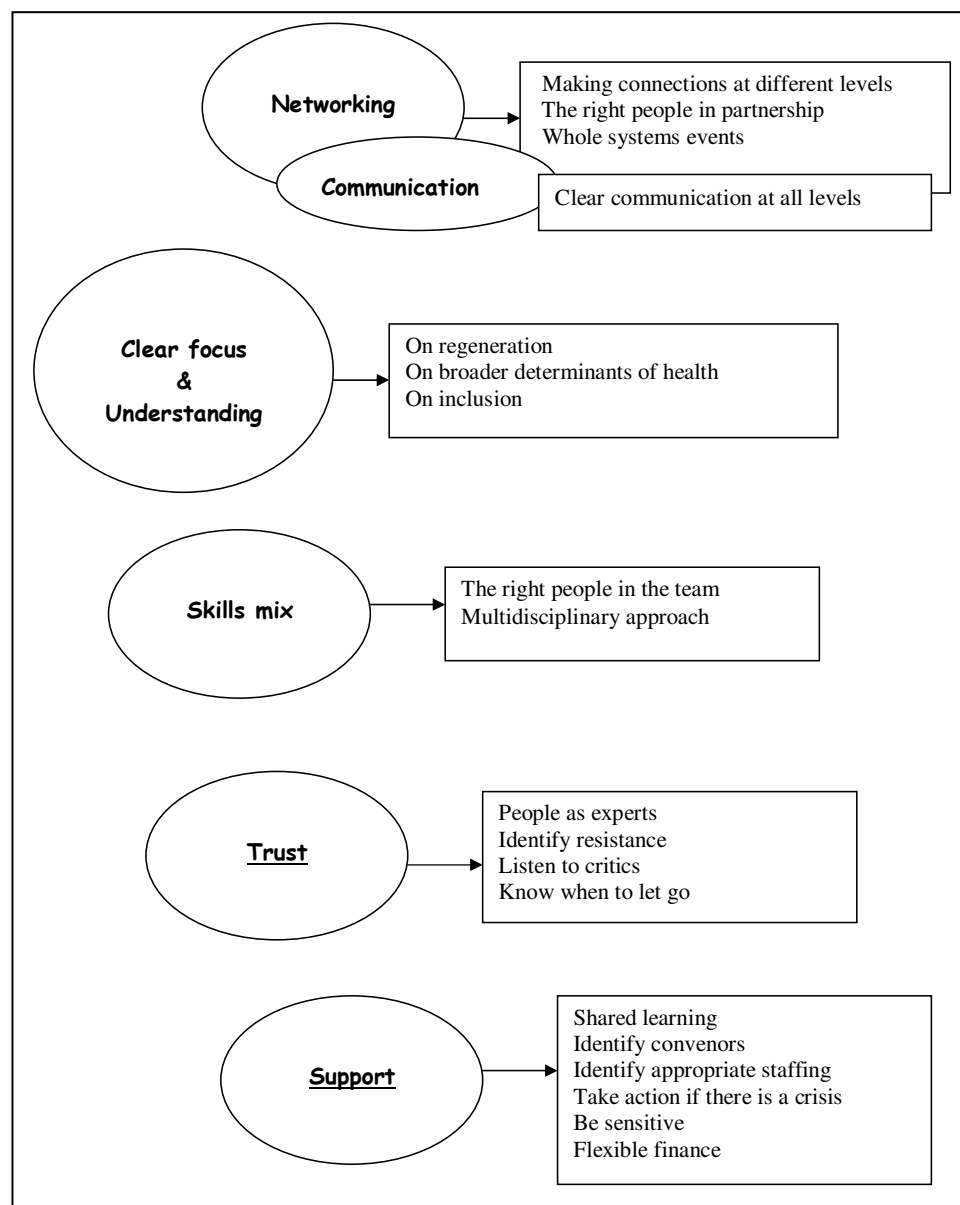 Networking
Making connections at different levels
The right people in partnership
Whole systems events
Communication
Clear communication at all levels
Clear focus
&
Understanding
On regeneration
On broader determinants of health
On inclusion
Skills mix
The right people in the team
Multidisciplinary approach
Trust
People as experts
Identify resistance
Listen to critics
Know when to let go
Support
Shared learning
Identify convenors
Identify appropriate staffing
Take action if there is a crisis
Be sensitive
Flexible finance